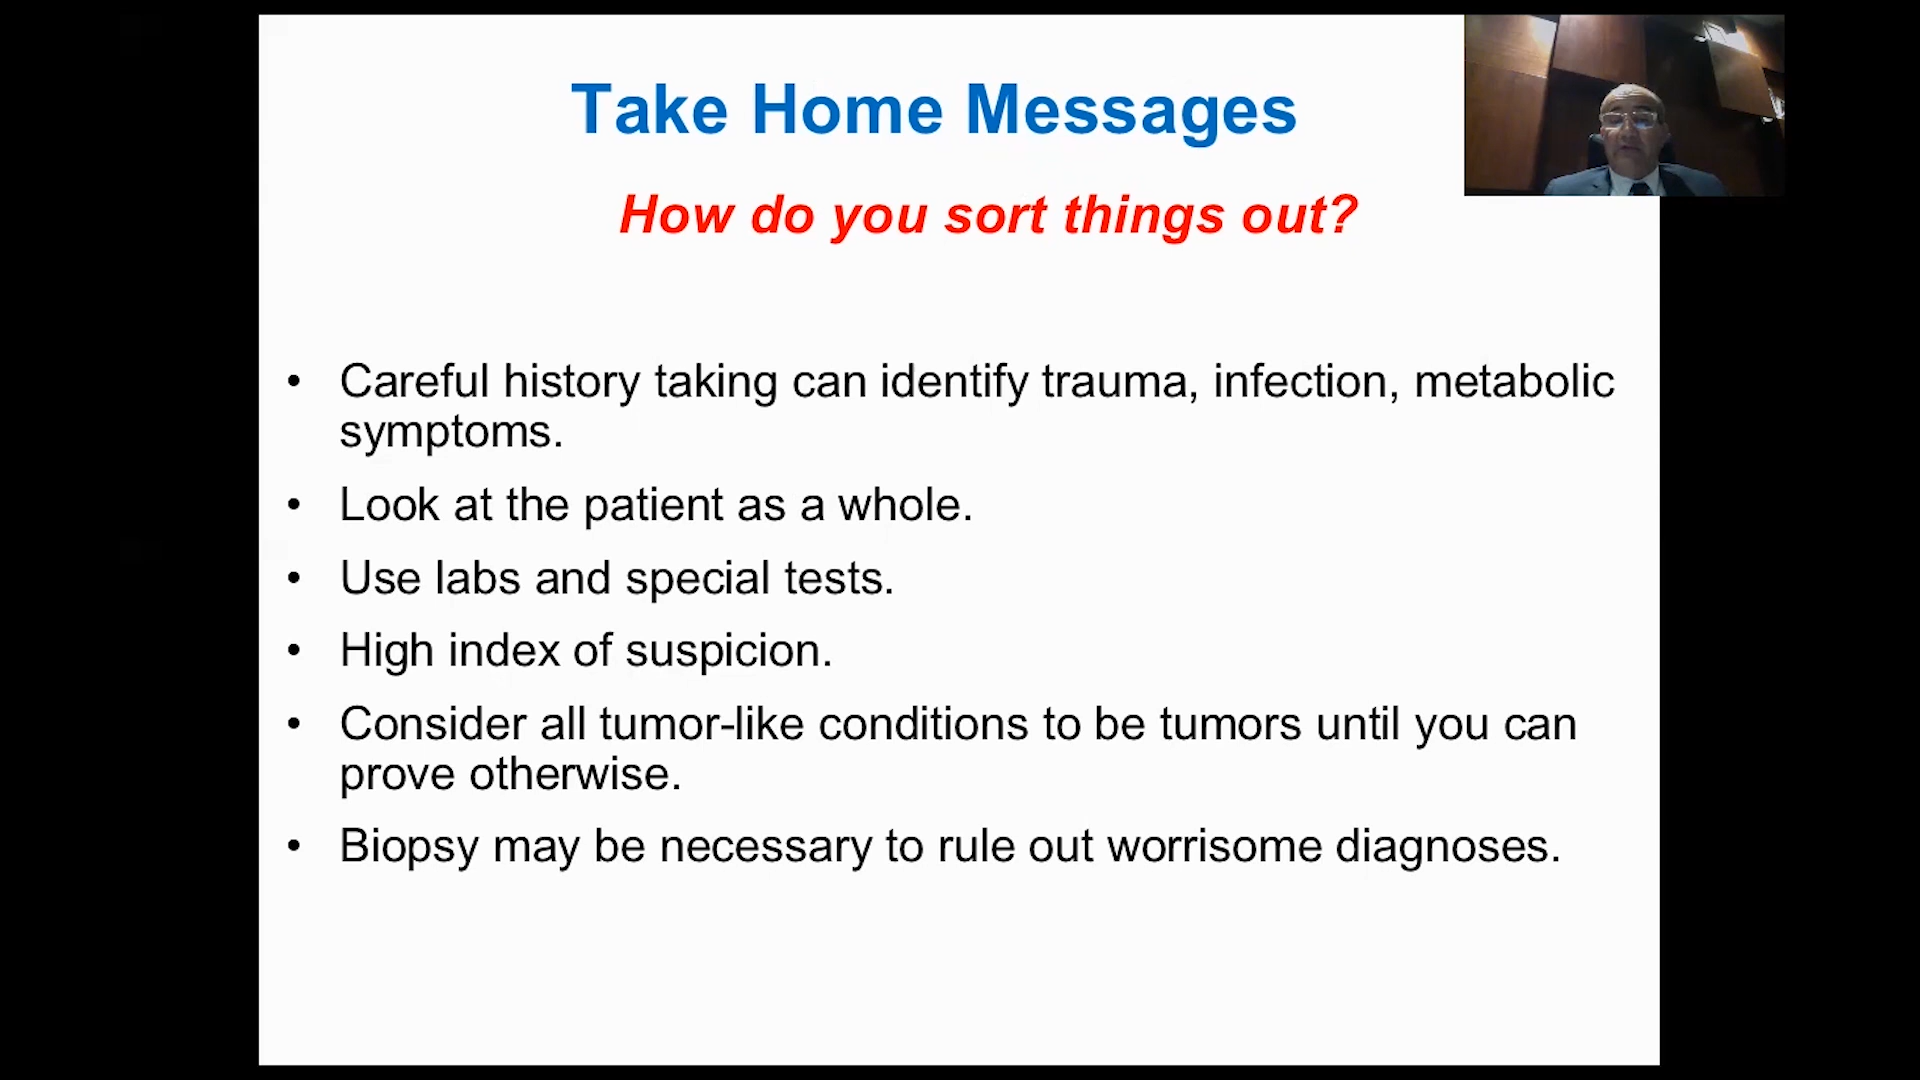 Take Home Messages
How do you sort things out?
• Careful history taking can identify trauma, infection, metabolic
symptoms.
• Look at the patient as a whole.
• Use labs and special tests.
• High index of suspicion.
• Consider all tumor-like conditions to be tumors until you can
prove otherwise.
• Biopsy may be necessary to rule out worrisome diagnoses.